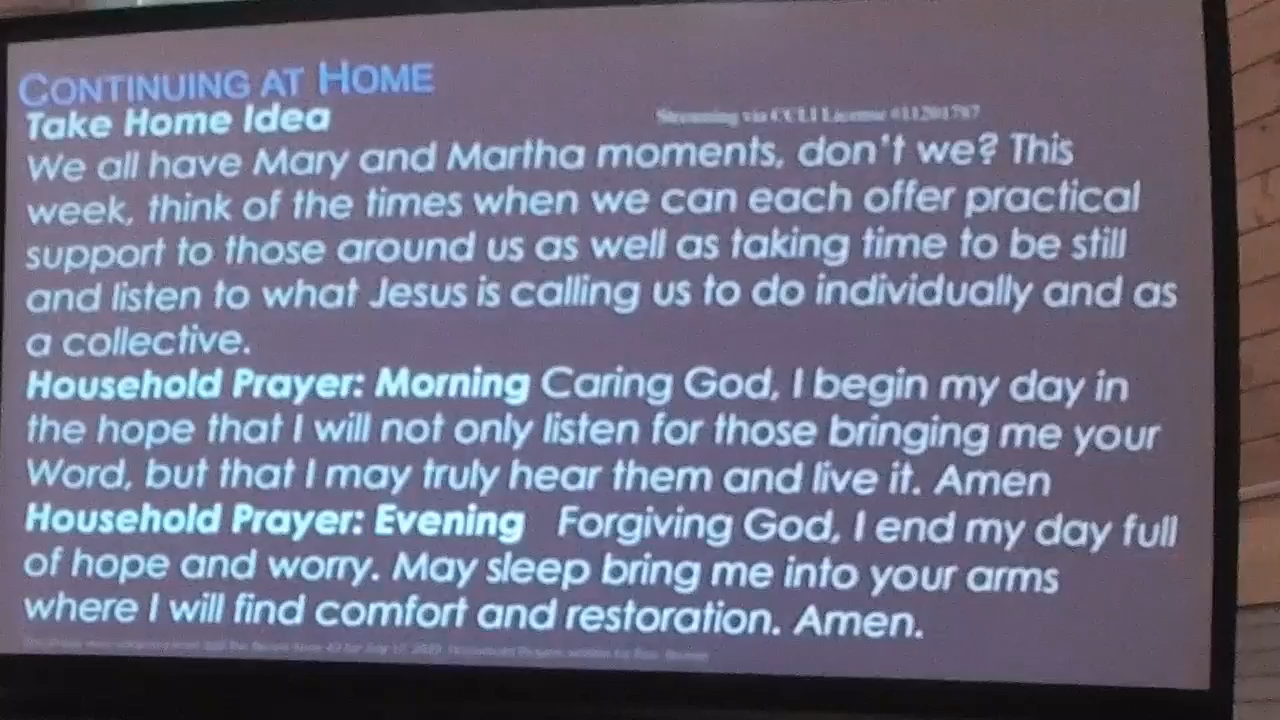 CONTINUING AT HOME
Take Home Idea
Streaming via CCLI License #11201787
We all have Mary and Martha moments, don't we? This
week, think of the times when we can each offer practical
support to those around us as well as taking time to be still
and listen to what Jesus is calling us to do individually and as
a collective.
Household Prayer: Morning Caring God, I begin my day in
the hope that I will not only listen for those bringing me your
Word, but that I may truly hear them and live it. Amen
Household Prayer: Evening Forgiving God, I end my day full
of hope and worry. May sleep bring me into your arms
where I will find comfort and restoration. Amen.